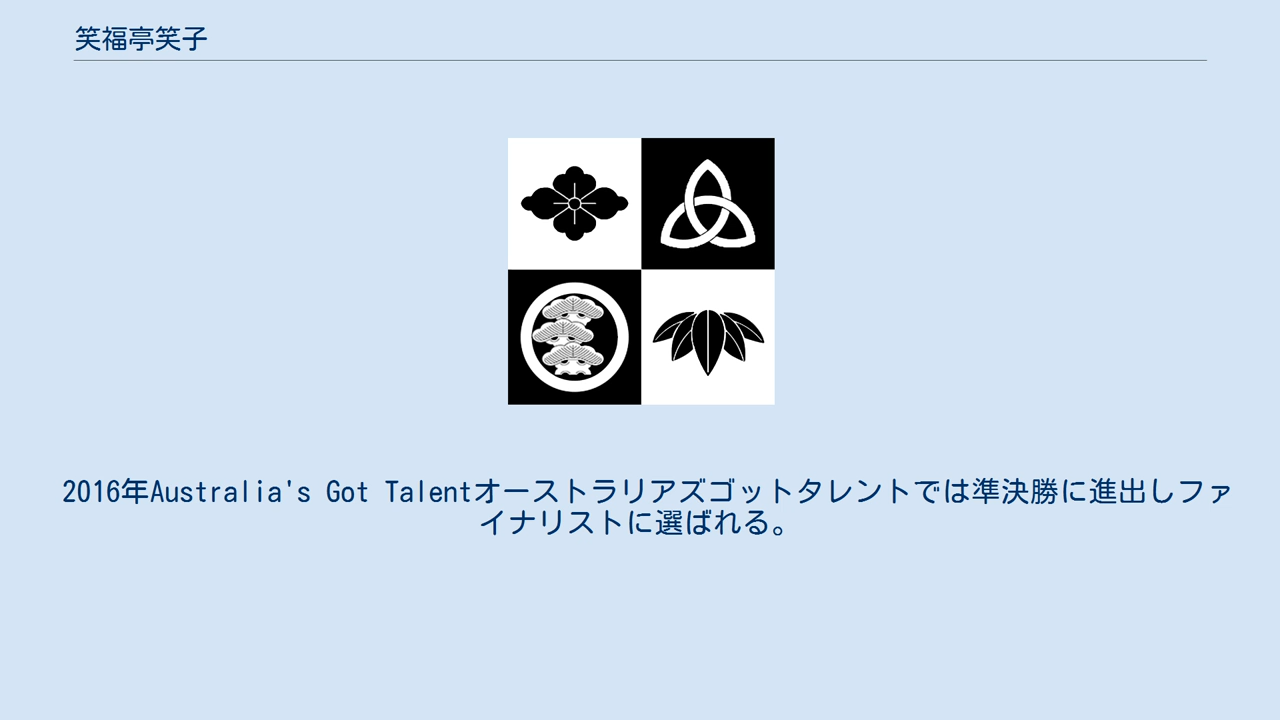 笑福亭笑子
2016年Australia's Got Talentオーストラリアズゴットタレントでは準決勝に進出しファ
イナリストに選ばれる。